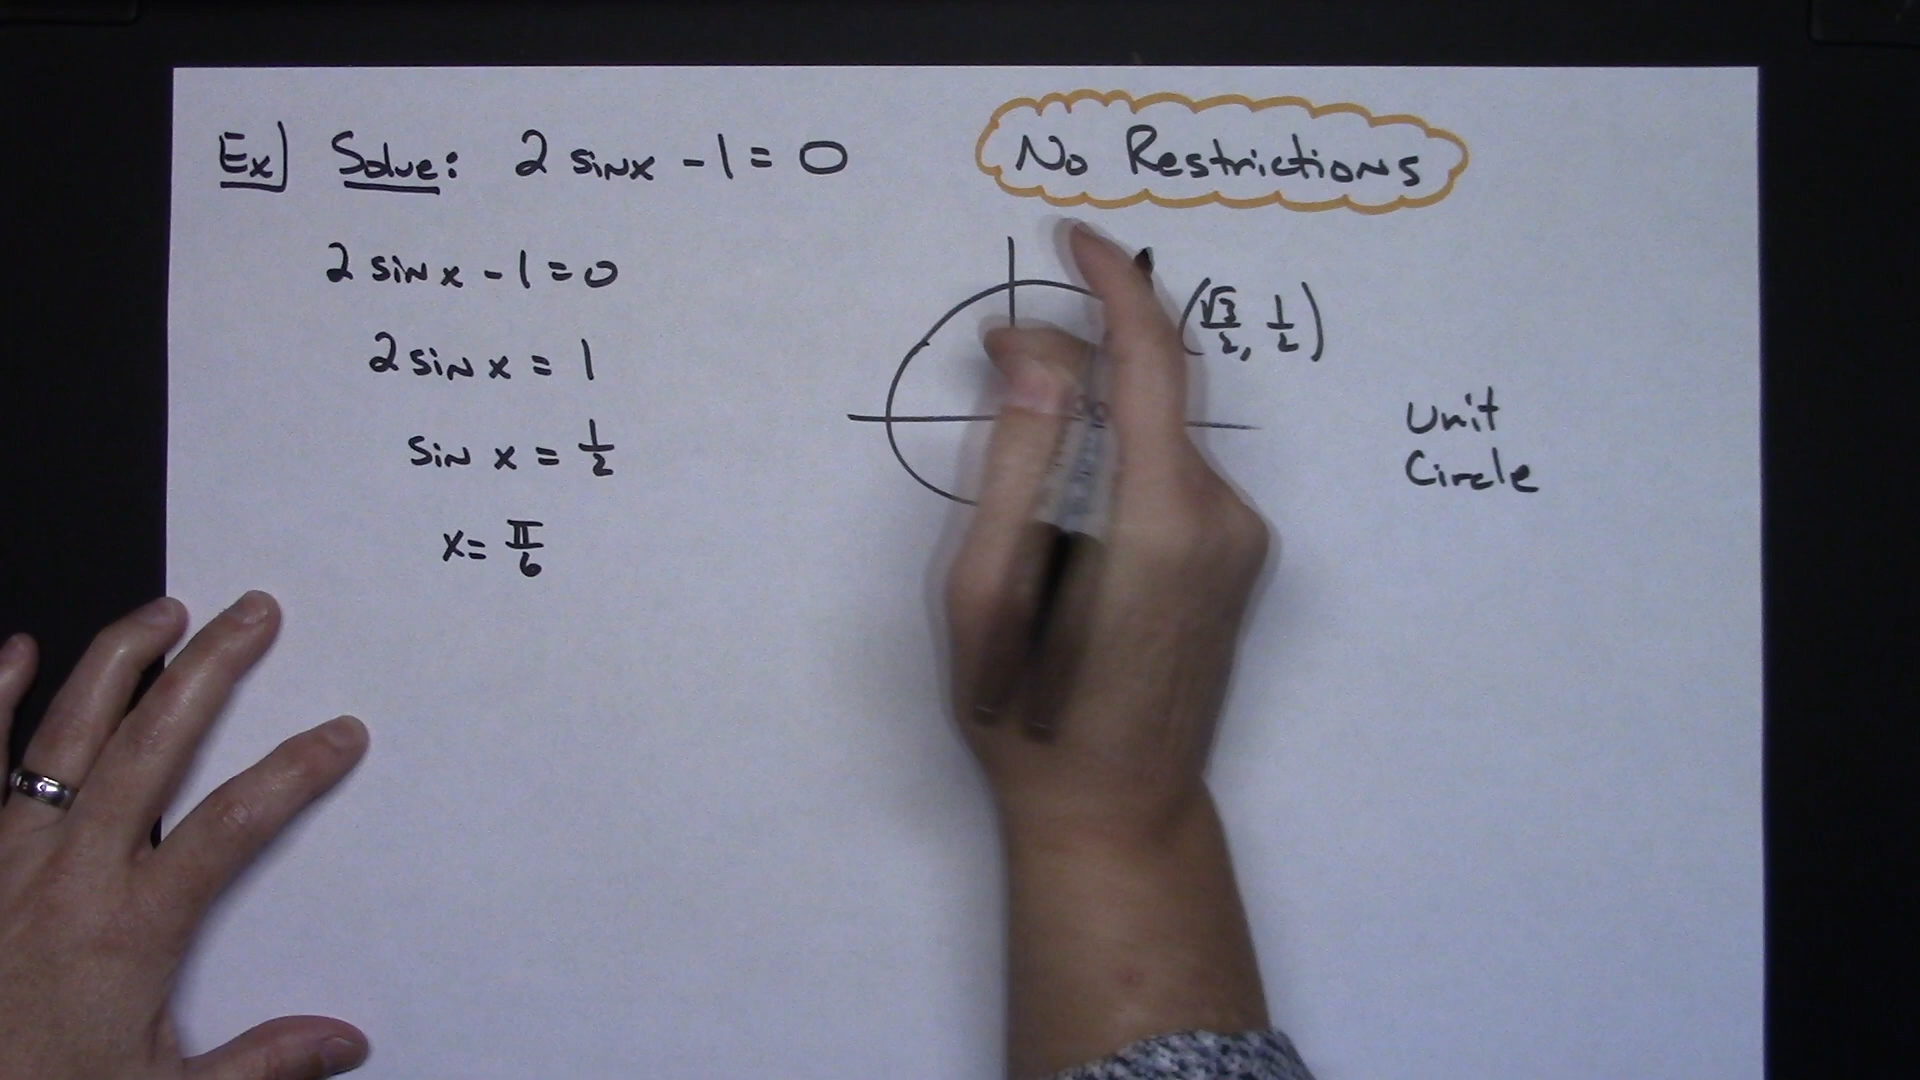 Ex) Solve: 2 sinx - 1 = 0
No Restrictions
2 sin x - 1 = 0
2 sin x = 1
sin x = 1/2
x = π/6
(√3/2, 1/2)
Unit
Circle